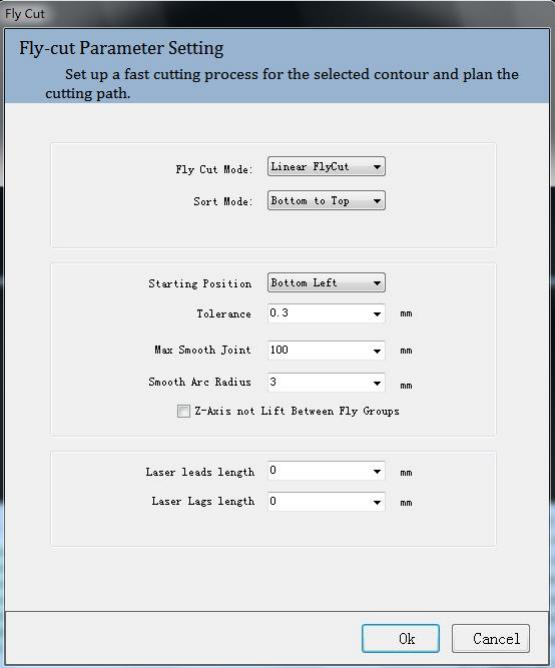 Fly Cut
Fly-cut Parameter Setting
Set up a fast cutting process for the selected contour and plan the
cutting path.
Fly Cut Mode: Linear FlyCut
Sort Mode: Bottom to Top
Starting Position Bottom Left
Tolerance 0.3 mm
Max Smooth Joint 100 mm
Smooth Arc Radius 3 mm
Z-Axis not Lift Between Fly Groups
Laser leads length 0 mm
Laser Lags length 0 mm
Ok Cancel